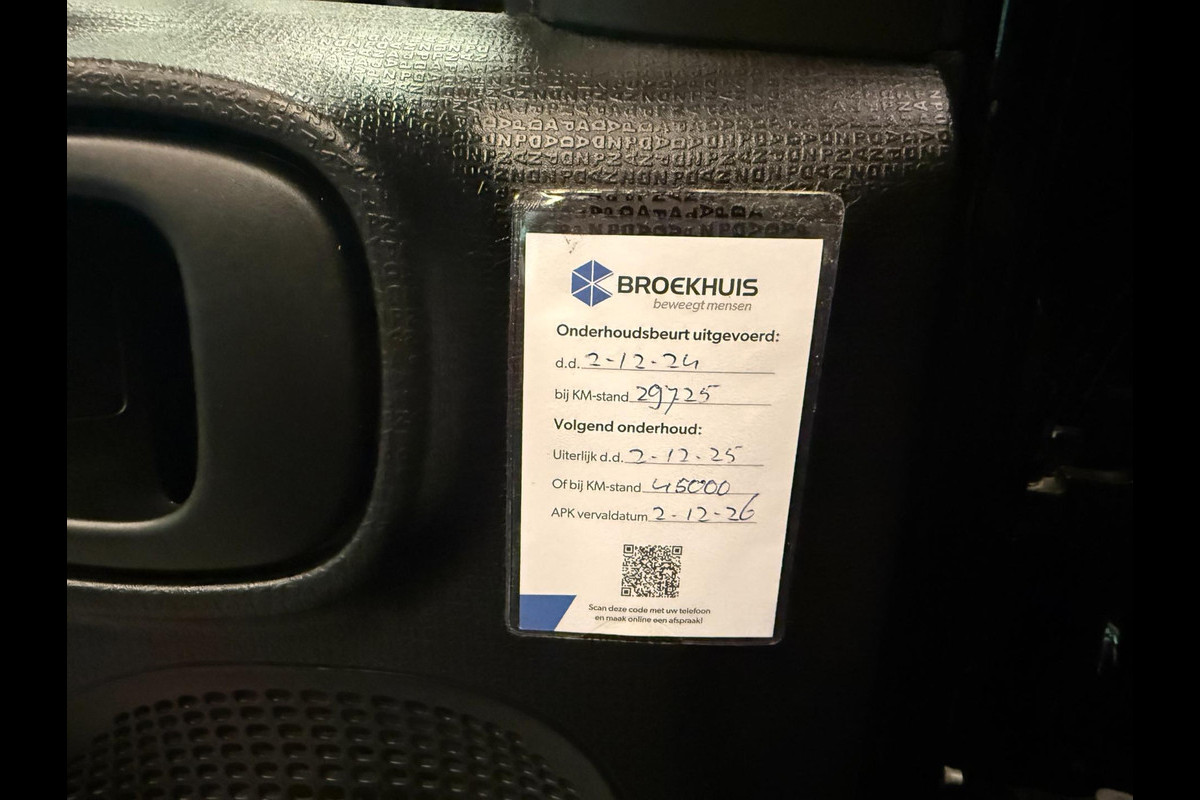 BROEKHUIS
beweegt mensen
Onderhoudsbeurt uitgevoerd:
d.d. 2-12-24
bij KM-stand 29725
Volgend onderhoud:
Uiterlijk d.d. 2-12-25
Of bij KM-stand 45000
APK vervaldatum 2-12-26
Scan deze code met uw telefoon
en maak online een afspraak!